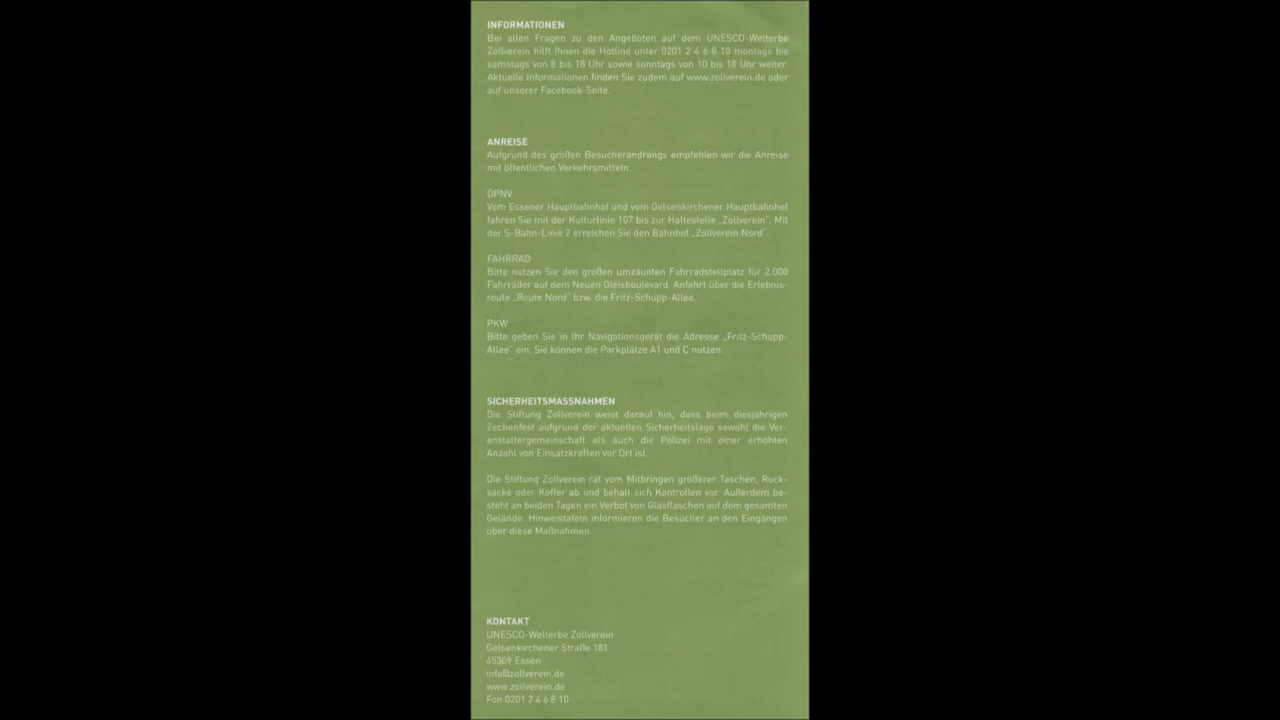 INFORMATIONEN
Bei allen Fragen zu den Angeboten auf dem UNESCO-Welterbe
Zollverein hilft Ihnen die Hotline unter 0201 2 4 6 8 10 montags bis
samstags von 8 bis 18 Uhr sowie sonntags von 10 bis 18 Uhr weiter.
Aktuelle Informationen finden Sie zudem auf www.zollverein.de oder
auf unserer Facebook-Seite.
ANREISE
Aufgrund des großen Besucherandrangs empfehlen wir die Anreise
mit öffentlichen Verkehrsmitteln.
ÖPNV
Vom Essener Hauptbahnhof und vom Gelsenkirchener Hauptbahnhof
fahren Sie mit der Kulturlinie 107 bis zur Haltestelle „Zollverein“. Mit
der S-Bahn-Linie 2 erreichen Sie den Bahnhof „Zollverein Nord“.
FAHRRAD
Bitte nutzen Sie den großen umzäunten Fahrradstellplatz für 2.000
Fahrräder auf dem Neuen Gleisboulevard. Anfahrt über die Erlebnis-
route „Route Nord“ bzw. die Fritz-Schupp-Allee.
PKW
Bitte geben Sie in Ihr Navigationsgerät die Adresse „Fritz-Schupp-
Allee“ ein. Sie können die Parkplätze A1 und C nutzen.
SICHERHEITSMASSNAHMEN
Die Stiftung Zollverein weist darauf hin, dass beim diesjährigen
Zechenfest aufgrund der aktuellen Sicherheitslage sowohl die Ver-
anstaltergemeinschaft als auch die Polizei mit einer erhöhten
Anzahl von Einsatzkräften vor Ort ist.
Die Stiftung Zollverein rät vom Mitbringen größerer Taschen, Ruck-
säcke oder Koffer ab und behält sich Kontrollen vor. Außerdem be-
steht an beiden Tagen ein Verbot von Glasflaschen auf dem gesamten
Gelände. Hinweistafeln informieren die Besucher an den Eingängen
über diese Maßnahmen.
KONTAKT
UNESCO-Welterbe Zollverein
Gelsenkirchener Straße 181
45309 Essen
info@zollverein.de
www.zollverein.de
Fon 0201 2 4 6 8 10